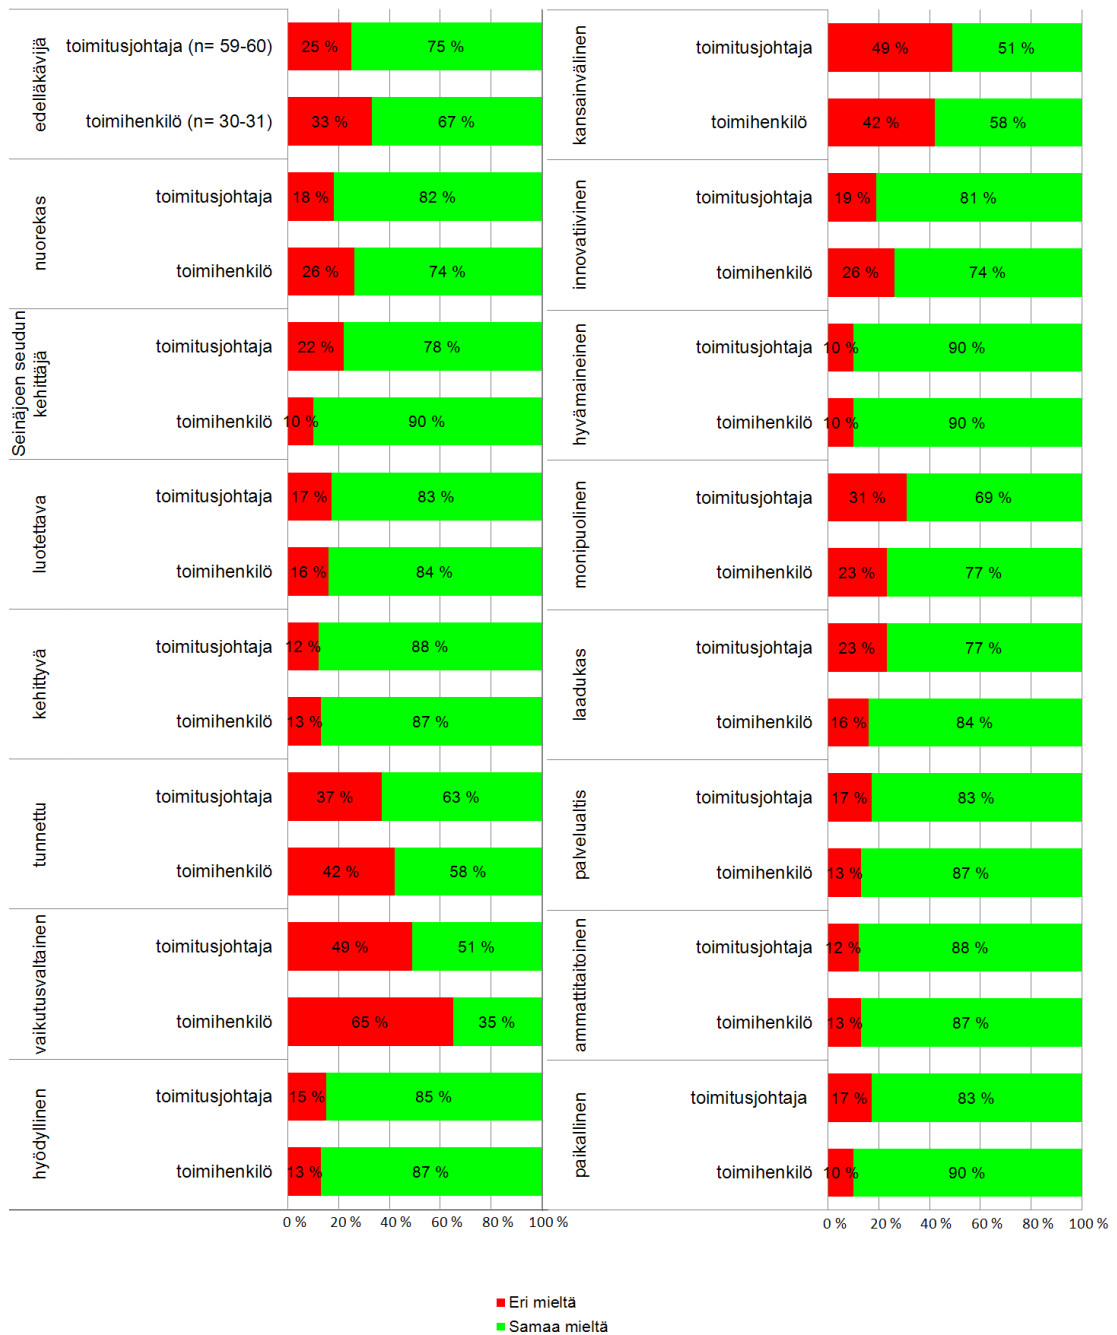 edelläkävijä
toimitusjohtaja (n= 59-60)
25 %
75 %
toimihenkilö (n= 30-31)
33 %
67 %
nuorekas
toimitusjohtaja
18 %
82 %
toimihenkilö
26 %
74 %
Seinäjoen seudun
kehittäjä
toimitusjohtaja
22 %
78 %
toimihenkilö
10 %
90 %
luotettava
toimitusjohtaja
17 %
83 %
toimihenkilö
16 %
84 %
kehittyvä
toimitusjohtaja
12 %
88 %
toimihenkilö
13 %
87 %
tunnettu
toimitusjohtaja
37 %
63 %
toimihenkilö
42 %
58 %
vaikutusvaltainen
toimitusjohtaja
49 %
51 %
toimihenkilö
65 %
35 %
hyödyllinen
toimitusjohtaja
15 %
85 %
toimihenkilö
13 %
87 %
0 % 20 % 40 % 60 % 80 % 100 %
kansainvälinen
toimitusjohtaja
49 %
51 %
toimihenkilö
42 %
58 %
innovatiivinen
toimitusjohtaja
19 %
81 %
toimihenkilö
26 %
74 %
hyvämaineinen
toimitusjohtaja
10 %
90 %
toimihenkilö
10 %
90 %
monipuolinen
toimitusjohtaja
31 %
69 %
toimihenkilö
23 %
77 %
laadukas
toimitusjohtaja
23 %
77 %
toimihenkilö
16 %
84 %
palvelualtis
toimitusjohtaja
17 %
83 %
toimihenkilö
13 %
87 %
ammattitaitoinen
toimitusjohtaja
12 %
88 %
toimihenkilö
13 %
87 %
paikallinen
toimitusjohtaja
17 %
83 %
toimihenkilö
10 %
90 %
0 % 20 % 40 % 60 % 80 % 100 %
Eri mieltä
Samaa mieltä